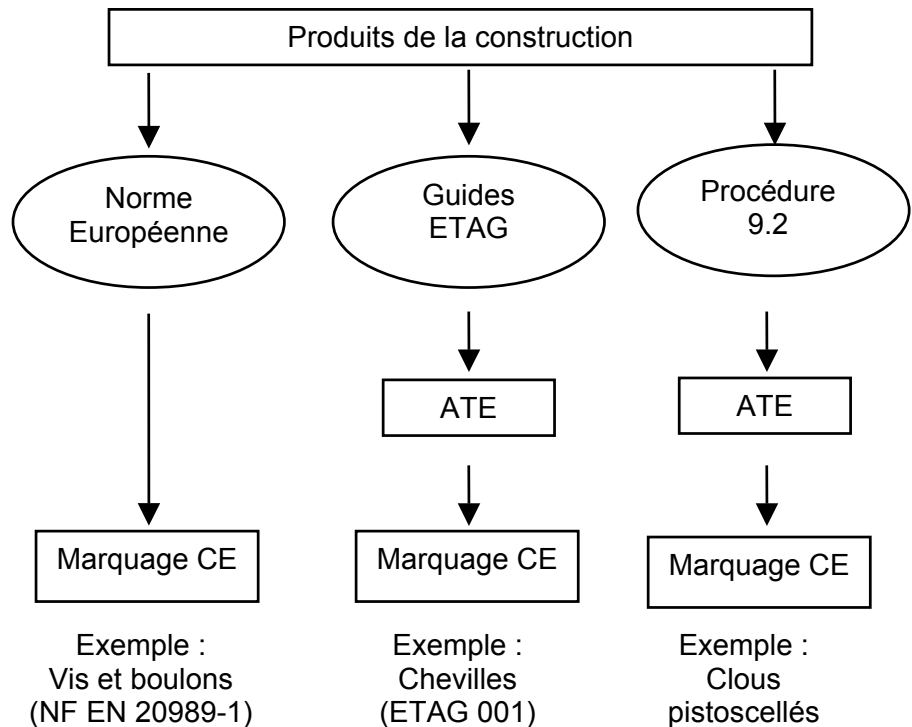 Produits de la construction
Norme
Européenne
Guides
ETAG
Procédure
9.2
ATE
ATE
Marquage CE
Marquage CE
Marquage CE
Exemple :
Vis et boulons
(NF EN 20989-1)
Exemple :
Chevilles
(ETAG 001)
Exemple :
Clous
pistoscellés